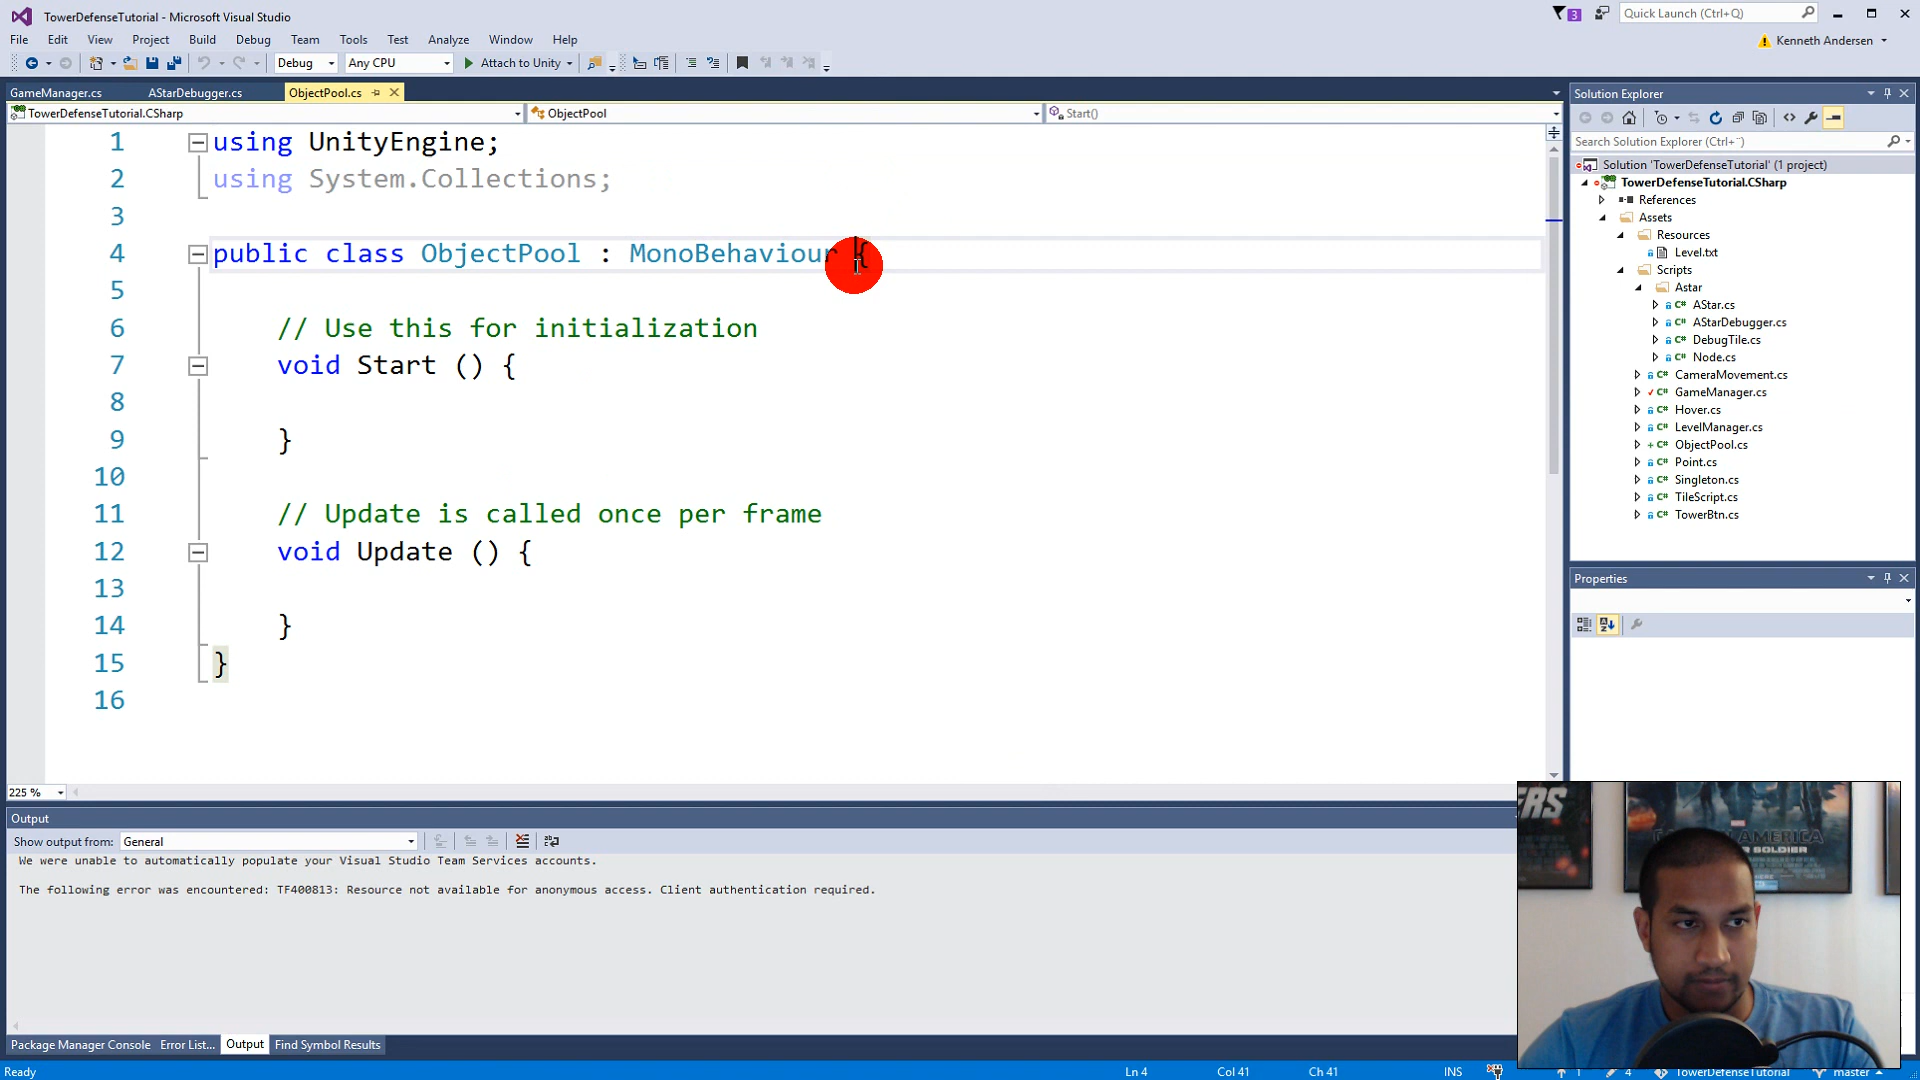 TowerDefenseTutorial - Microsoft Visual Studio
3
Quick Launch (Ctrl+Q)
File Edit View Project Build Debug Team Tools Test Analyze Window Help
Kenneth Andersen
Debug Any CPU Attach to Unity
GameManager.cs AStarDebugger.cs ObjectPool.cs
TowerDefenseTutorial.CSharp ObjectPool Start()
1 using UnityEngine;
2 using System.Collections;
3
4 public class ObjectPool : MonoBehaviour {
5
6 // Use this for initialization
7 void Start () {
8
9 }
10
11 // Update is called once per frame
12 void Update () {
13
14 }
15 }
16
225 %
Solution Explorer
Search Solution Explorer (Ctrl+¨)
Solution 'TowerDefenseTutorial' (1 project)
TowerDefenseTutorial.CSharp
References
Assets
Resources
Level.txt
Scripts
Astar
C# AStar.cs
C# AStarDebugger.cs
C# DebugTile.cs
C# Node.cs
C# CameraMovement.cs
C# GameManager.cs
C# Hover.cs
C# LevelManager.cs
C# ObjectPool.cs
C# Point.cs
C# Singleton.cs
C# TileScript.cs
C# TowerBtn.cs
Properties
Output
Show output from: General
We were unable to automatically populate your Visual Studio Team Services accounts.
The following error was encountered: TF400813: Resource not available for anonymous access. Client authentication required.
Package Manager Console Error List... Output Find Symbol Results
Ready Ln 4 Col 41 Ch 41 INS 1 4 TowerDefenseTutorial master